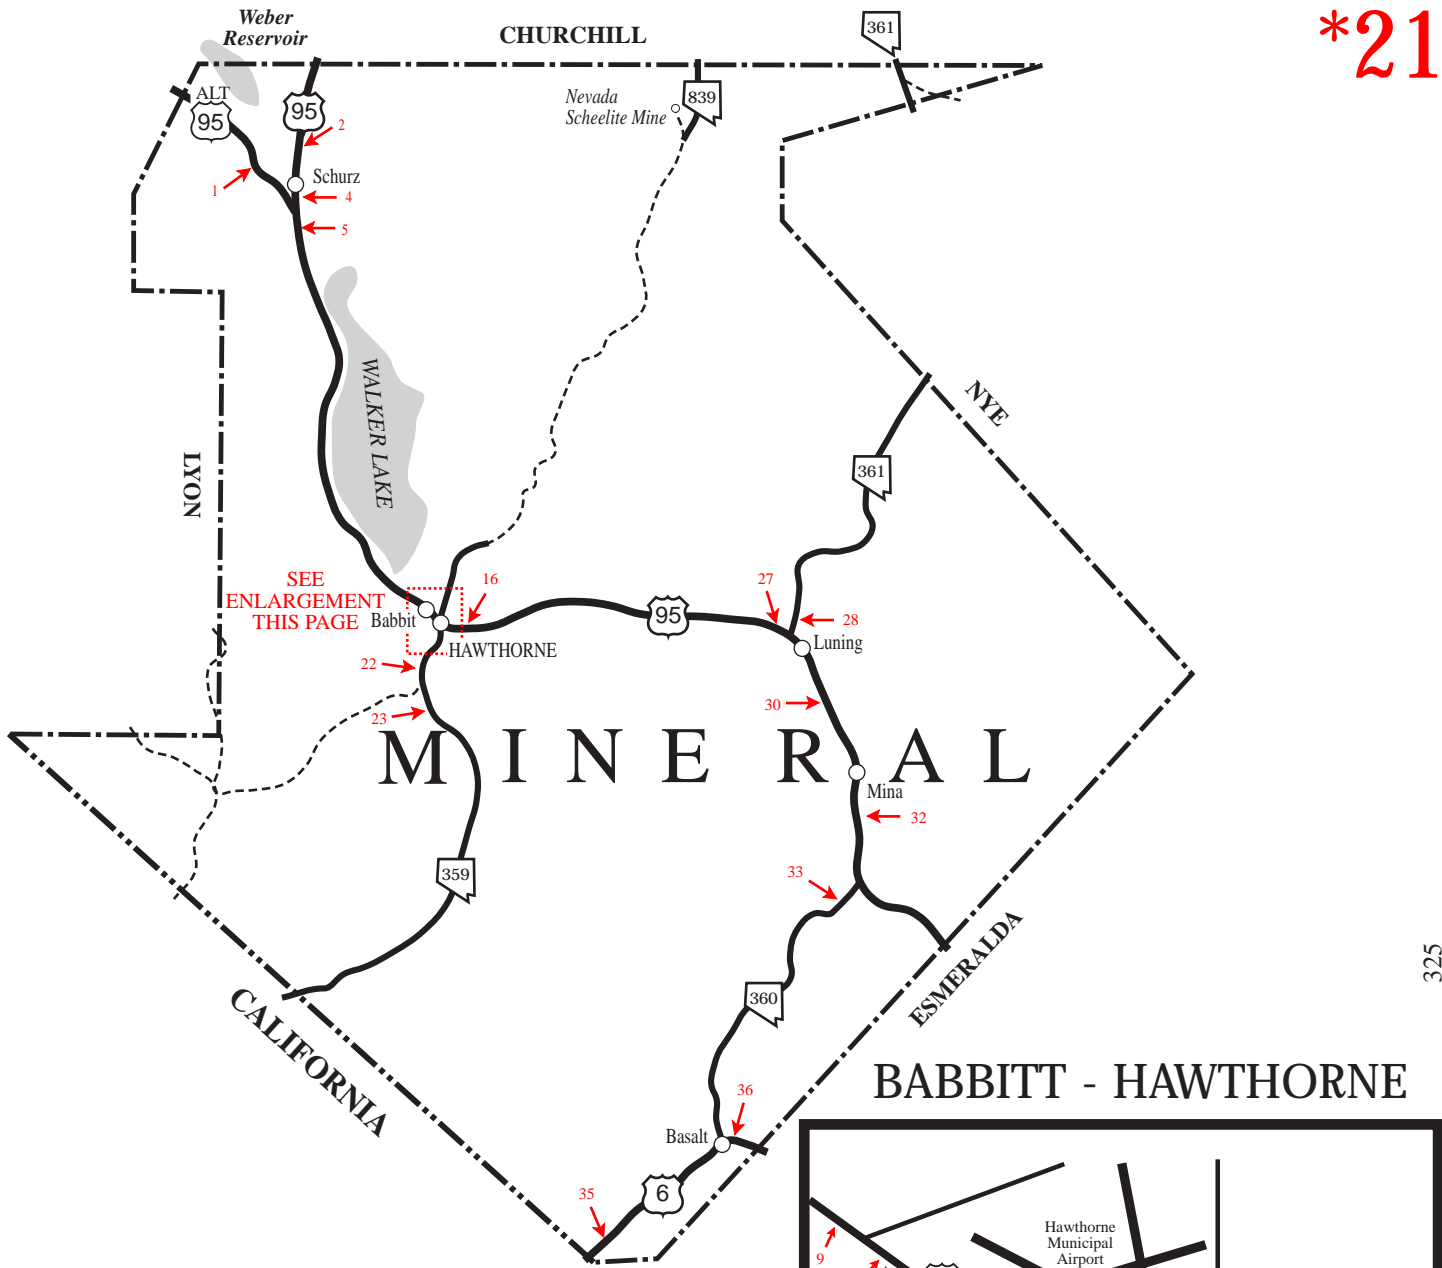 *21
Weber
Reservoir
CHURCHILL
361
ALT
95
95
Nevada
Scheelite Mine
839
2
1
Schurz
4
5
WALKER LAKE
LYON
NYE
361
SEE
ENLARGEMENT
THIS PAGE
16
27
28
95
Babbit
HAWTHORNE
Luning
22
23
30
MINERAL
Mina
32
359
33
360
CALIFORNIA
ESMERALDA
325
BABBITT - HAWTHORNE
36
Basalt
6
35
Hawthorne
Municipal
Airport
9